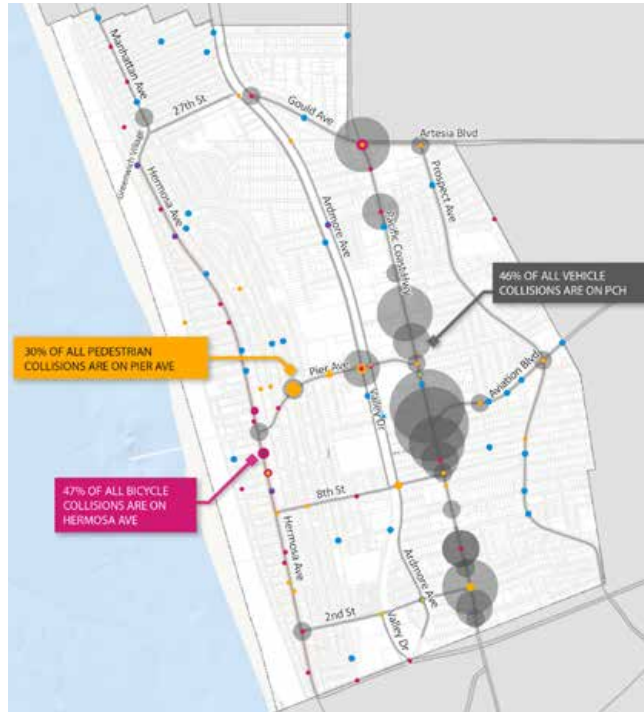 Manhattan Ave
27th St
Gould Ave
Artesia Blvd
Greenwich Village
Hermosa Ave
Ardmore Ave
Prospect Ave
Pacific Coast Hwy
46% OF ALL VEHICLE
COLLISIONS ARE ON PCH
30% OF ALL PEDESTRIAN
COLLISIONS ARE ON PIER AVE
Pier Ave
Aviation Blvd
Valley Dr
47% OF ALL BICYCLE
COLLISIONS ARE ON
HERMOSA AVE
8th St
Hermosa Ave
Ardmore Ave
2nd St
Valley Dr